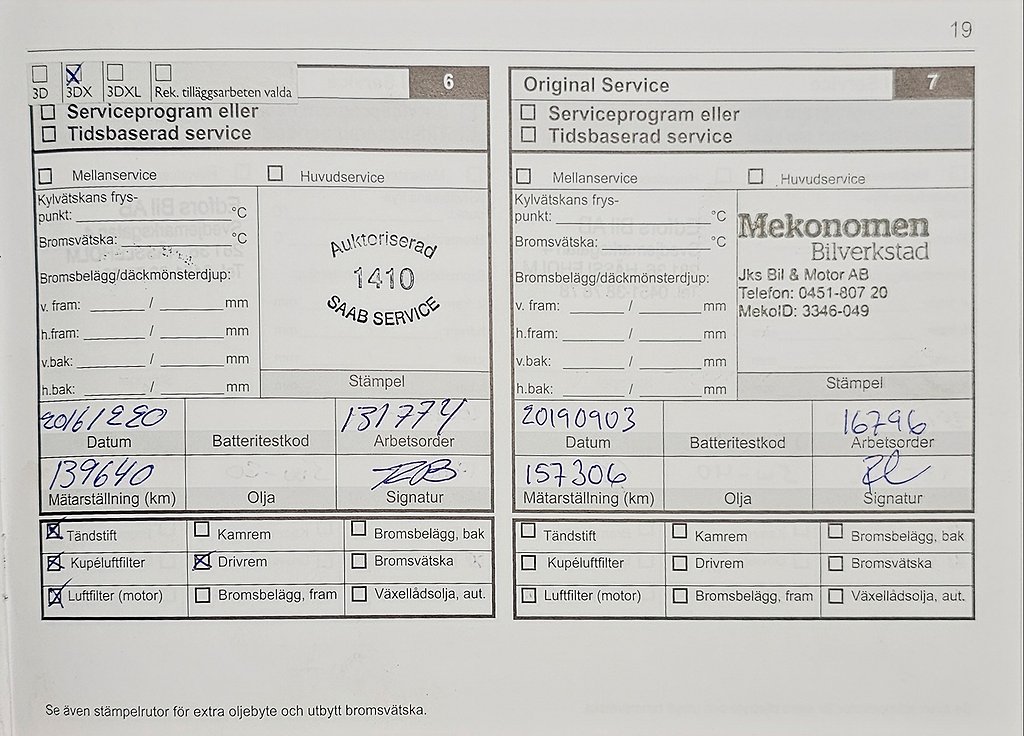 19
3D 3DX 3DXL Rek. tilläggsarbeten valda
6
Serviceprogram eller
Tidsbaserad service
Mellanservice Huvudservice
Kylvätskans frys-
punkt: °C
Bromsvätska: °C
Bromsbelägg/däckmönsterdjup:
v. fram: / mm
h.fram: / mm
v.bak: / mm
h.bak: / mm
Auktoriserad
1410
SAAB SERVICE
Stämpel
20161220 131774
Datum Batteritestkod Arbetsorder
139640
Mätarställning (km) Olja Signatur
Tändstift Kamrem Bromsbelägg, bak
Kupéluftfilter Drivrem Bromsvätska
Luftfilter (motor) Bromsbelägg, fram Växellådsolja, aut.
Original Service 7
Serviceprogram eller
Tidsbaserad service
Mellanservice Huvudservice
Kylvätskans frys-
punkt: °C
Bromsvätska: °C
Bromsbelägg/däckmönsterdjup:
v. fram: / mm
h.fram: / mm
v.bak: / mm
h.bak: / mm
Mekonomen
Bilverkstad
Jks Bil & Motor AB
Telefon: 0451-807 20
MekoID: 3346-049
Stämpel
20190903 16796
Datum Batteritestkod Arbetsorder
157306
Mätarställning (km) Olja Signatur
Tändstift Kamrem Bromsbelägg, bak
Kupéluftfilter Drivrem Bromsvätska
Luftfilter (motor) Bromsbelägg, fram Växellådsolja, aut.
Se även stämpelrutor för extra oljebyte och utbytt bromsvätska.